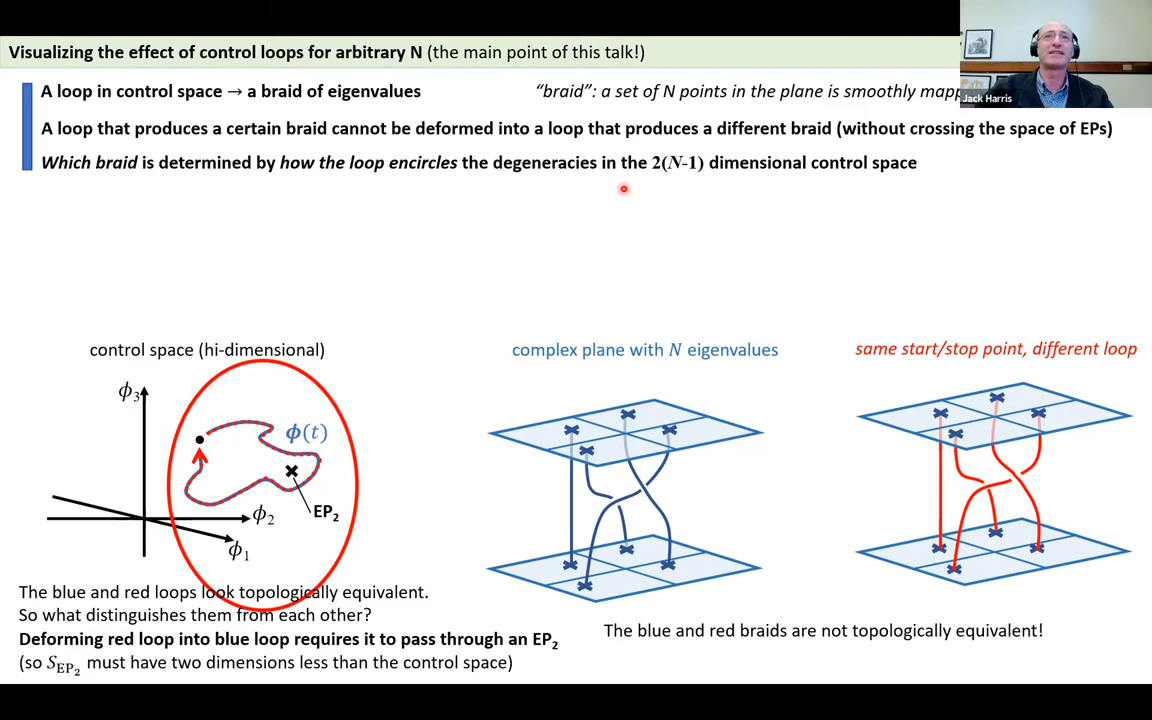 Visualizing the effect of control loops for arbitrary N (the main point of this talk!)
A loop in control space → a braid of eigenvalues
"braid": a set of N points in the plane is smoothly mapp
Jack Harris
A loop that produces a certain braid cannot be deformed into a loop that produces a different braid (without crossing the space of EPs)
Which braid is determined by how the loop encircles the degeneracies in the 2(N-1) dimensional control space
control space (hi-dimensional)
complex plane with N eigenvalues
same start/stop point, different loop
ϕ₃
ϕ(t)
EP₂
ϕ₂
ϕ₁
The blue and red loops look topologically equivalent.
So what distinguishes them from each other?
Deforming red loop into blue loop requires it to pass through an EP₂
(so S_EP₂ must have two dimensions less than the control space)
The blue and red braids are not topologically equivalent!